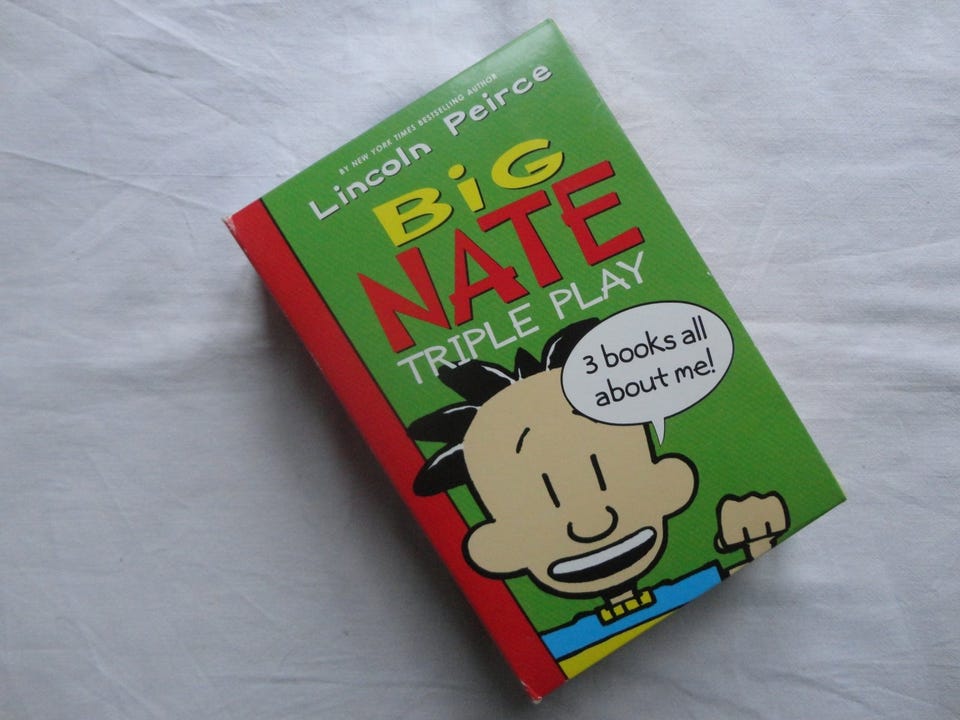 BY NEW YORK TIMES BESTSELLING AUTHOR
Lincoln Peirce
BiG
NATE
TRIPLE PLAY
3 books all
about me!